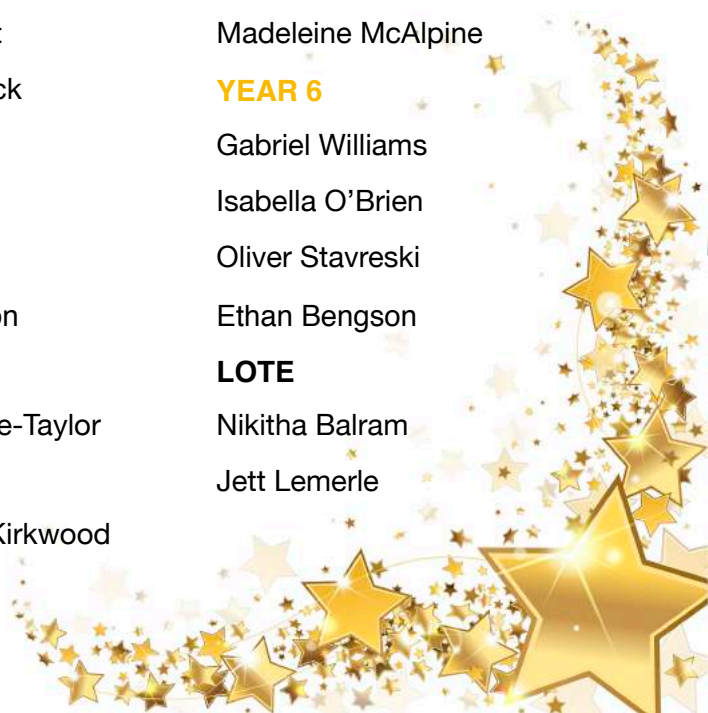 ck
on
e-Taylor
Kirkwood
Madeleine McAlpine
YEAR 6
Gabriel Williams
Isabella O’Brien
Oliver Stavreski
Ethan Bengson
LOTE
Nikitha Balram
Jett Lemerle